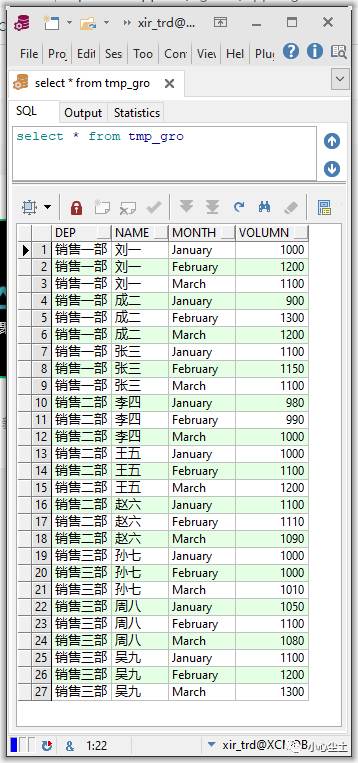 xir_trd@
File Proj Edit Ses De Too Cor Viev Hel Plug
select * from tmp_gro
SQL Output Statistics
select * from tmp_gro
DEP NAME MONTH VOLUMN
1 销售一部 刘一 January 1000
2 销售一部 刘一 February 1200
3 销售一部 刘一 March 1100
4 销售一部 成二 January 900
5 销售一部 成二 February 1300
6 销售一部 成二 March 1200
7 销售一部 张三 January 1100
8 销售一部 张三 February 1150
9 销售一部 张三 March 1100
10 销售二部 李四 January 980
11 销售二部 李四 February 990
12 销售二部 李四 March 1000
13 销售二部 王五 January 1000
14 销售二部 王五 February 1100
15 销售二部 王五 March 1200
16 销售二部 赵六 January 1100
17 销售二部 赵六 February 1110
18 销售二部 赵六 March 1090
19 销售三部 孙七 January 1000
20 销售三部 孙七 February 1000
21 销售三部 孙七 March 1010
22 销售三部 周八 January 1050
23 销售三部 周八 February 1100
24 销售三部 周八 March 1080
25 销售三部 吴九 January 1100
26 销售三部 吴九 February 1200
27 销售三部 吴九 March 1300
& 1:22 xir_trd@XC
小心尘土